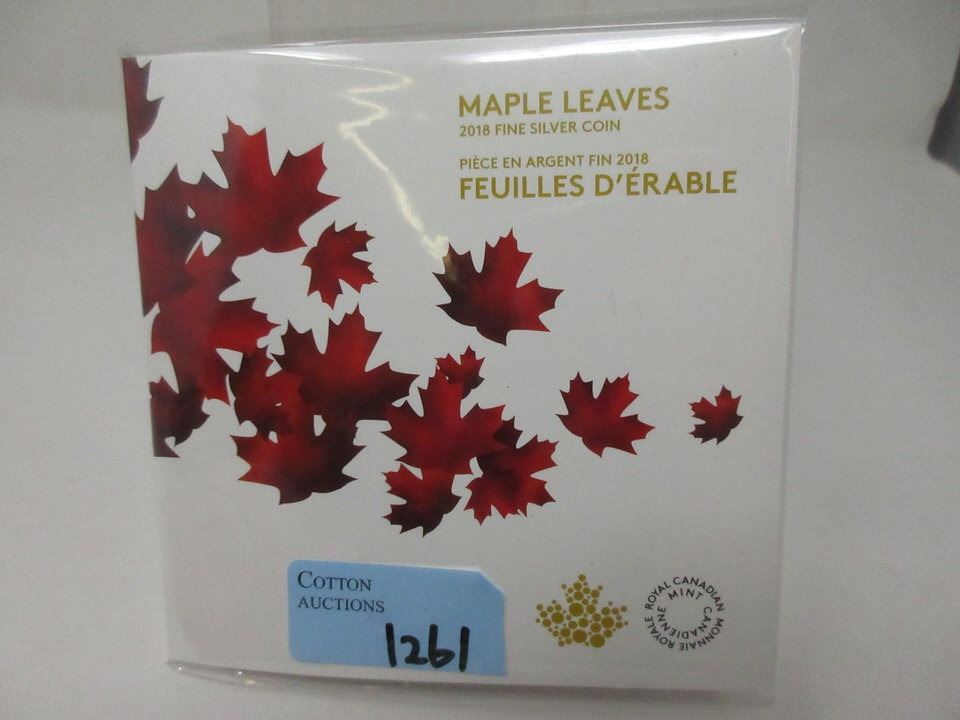 MAPLE LEAVES
2018 FINE SILVER COIN
PIÈCE EN ARGENT FIN 2018
FEUILLES D'ÉRABLE
COTTON
AUCTIONS
1261
ROYAL CANADIAN MINT
MONNAIE ROYALE CANADIENNE